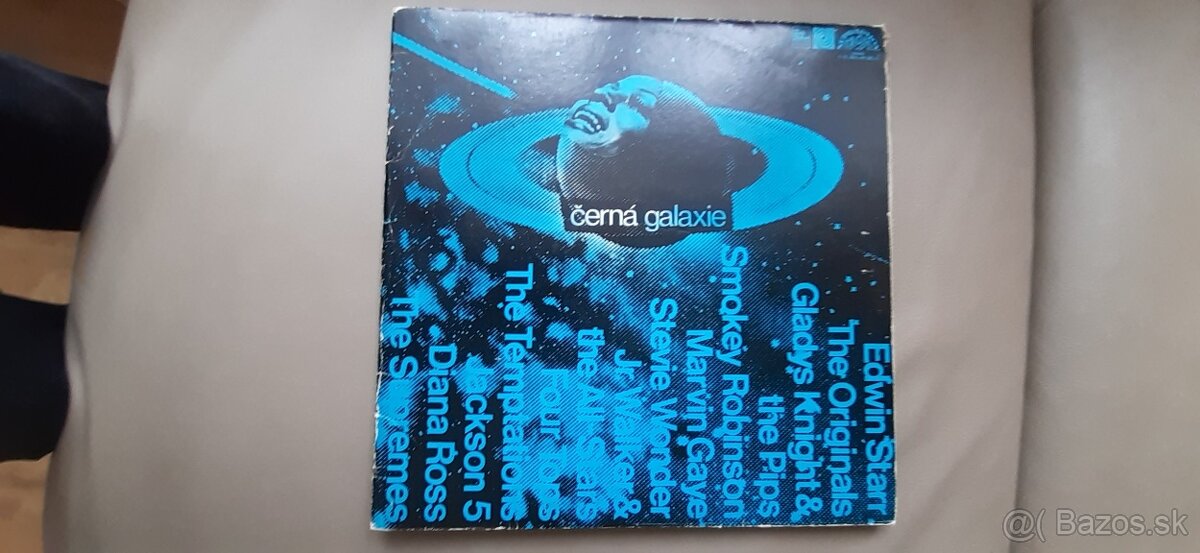 černá galaxie
Edwin Starr
The Originals
Gladys Knight &
the Pips
Smokey Robinson
Marvin Gaye
Stevie Wonder
Jr. Walker &
the All Stars
Four Tops
The Temptations
Jackson 5
Diana Ross
The Supremes
@( Bazos.sk